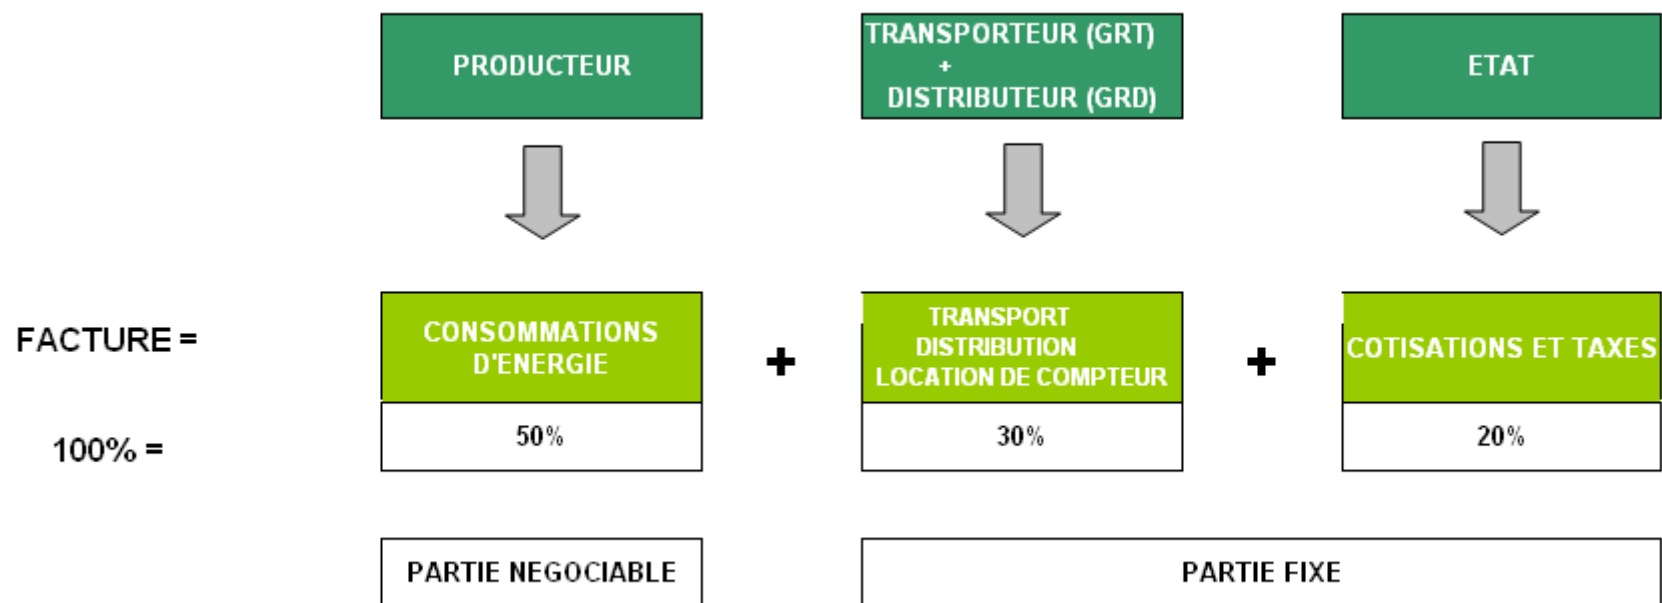 PRODUCTEUR
TRANSPORTEUR (GRT)
+
DISTRIBUTEUR (GRD)
ETAT
FACTURE =
CONSOMMATIONS
D'ENERGIE
+
TRANSPORT
DISTRIBUTION
LOCATION DE COMPTEUR
+
COTISATIONS ET TAXES
100% =
50%
30%
20%
PARTIE NEGOCIABLE
PARTIE FIXE